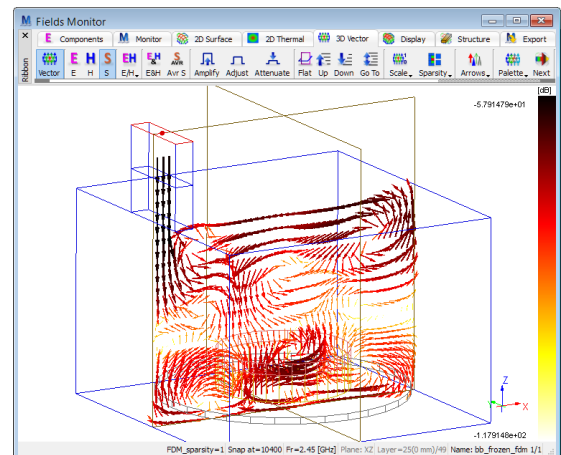 M Fields Monitor
Ribbon
E Components M Monitor 2D Surface 2D Thermal 3D Vector Display Structure M Export
E H S EH E&H S AVR
Vector E H S E/H Avr S Amplify Adjust Attenuate Flat Up Down Go To Scale Sparsity Arrows Palette Next
[dB]
-5.791479e+01
Z
X
-1.179148e+02
FDM_sparsity=1 Snap at=10400 Fr=2.45 [GHz] Plane: XZ Layer=25(0 mm)/49 Name: bb_frozen_fdm 1/1